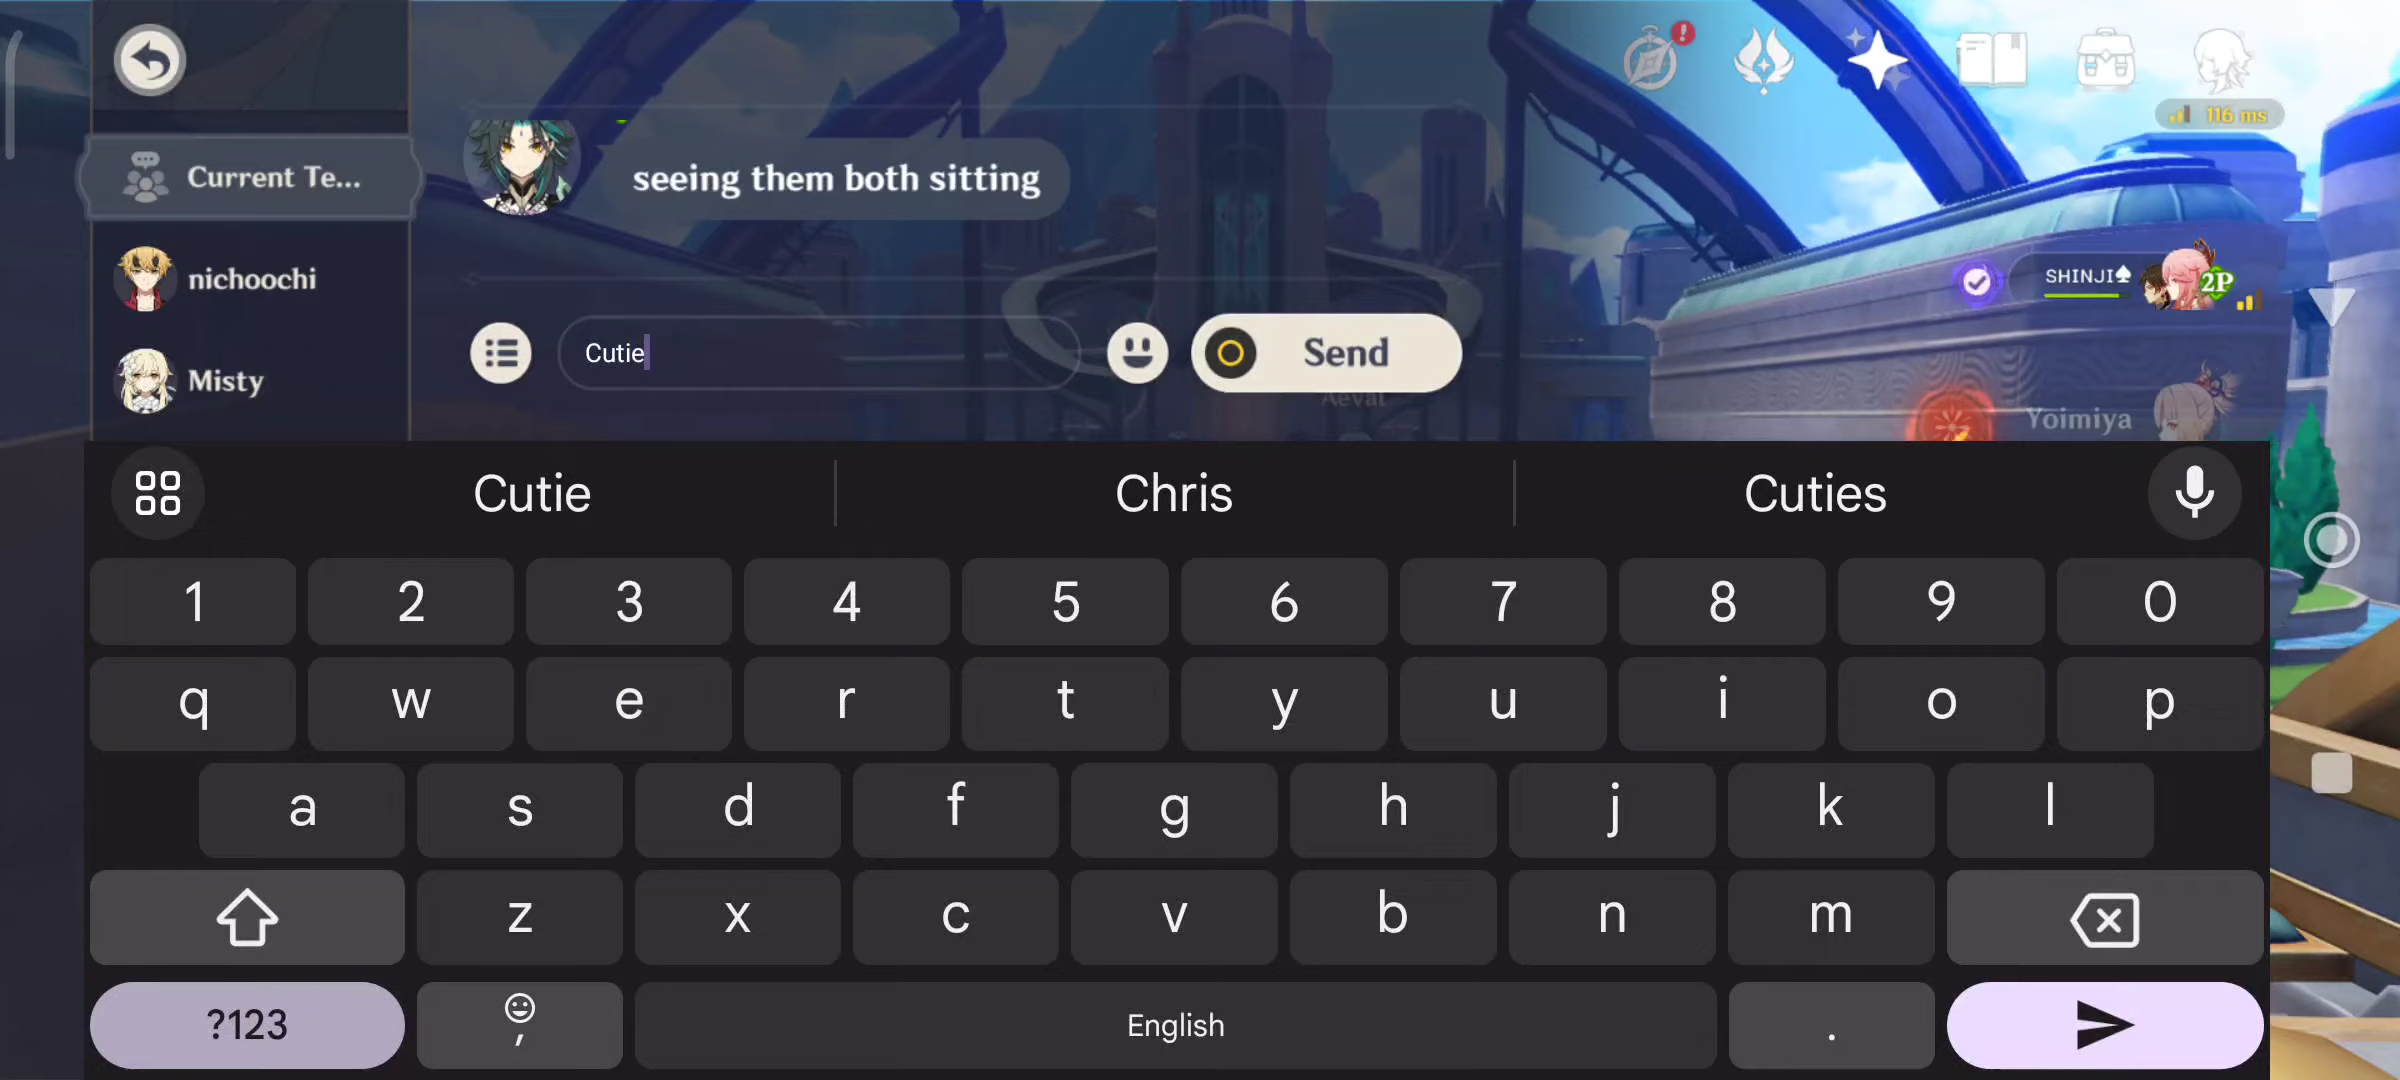 116 ms
Current Te...
seeing them both sitting
nichoochi
SHINJI♠
2P
Cutie
Send
Misty
Aeval
Yoimiya
Cutie
Chris
Cuties
1 2 3 4 5 6 7 8 9 0
q w e r t y u i o p
a s d f g h j k l
z x c v b n m
?123 , English .